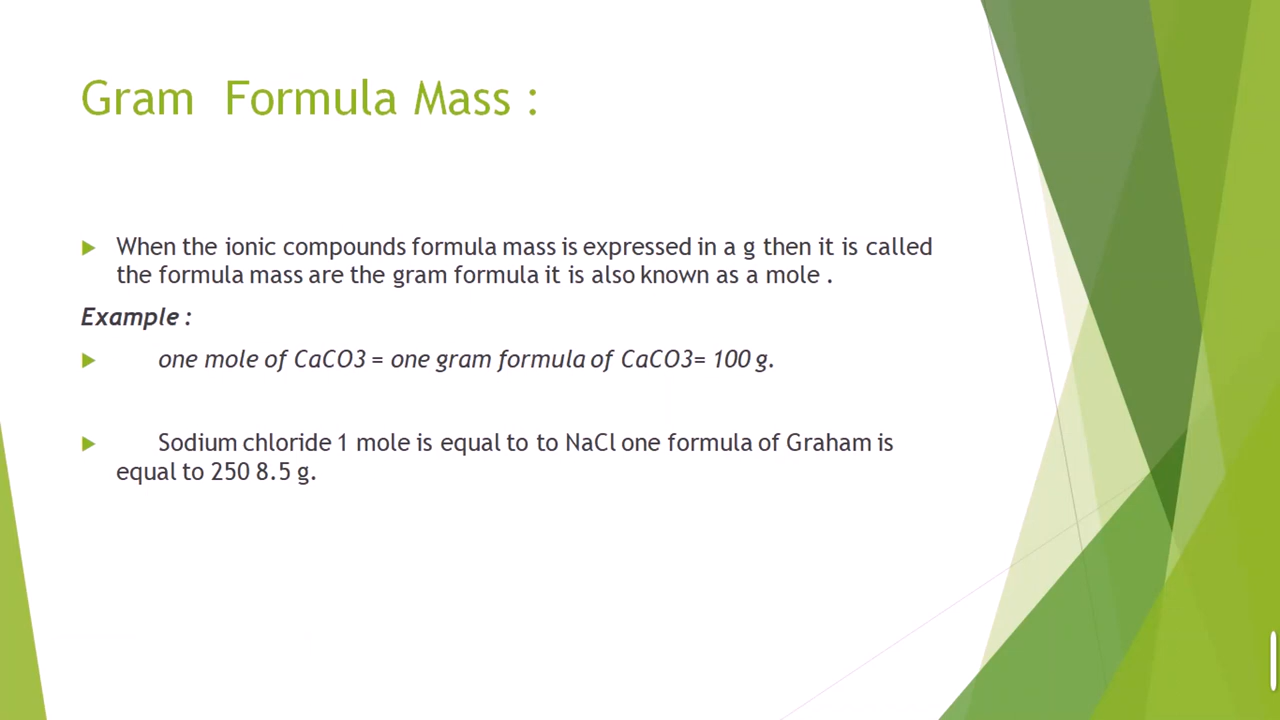 Gram Formula Mass :
When the ionic compounds formula mass is expressed in a g then it is called
the formula mass are the gram formula it is also known as a mole .
Example :
one mole of CaCO3 = one gram formula of CaCO3= 100 g.
Sodium chloride 1 mole is equal to to NaCl one formula of Graham is
equal to 250 8.5 g.